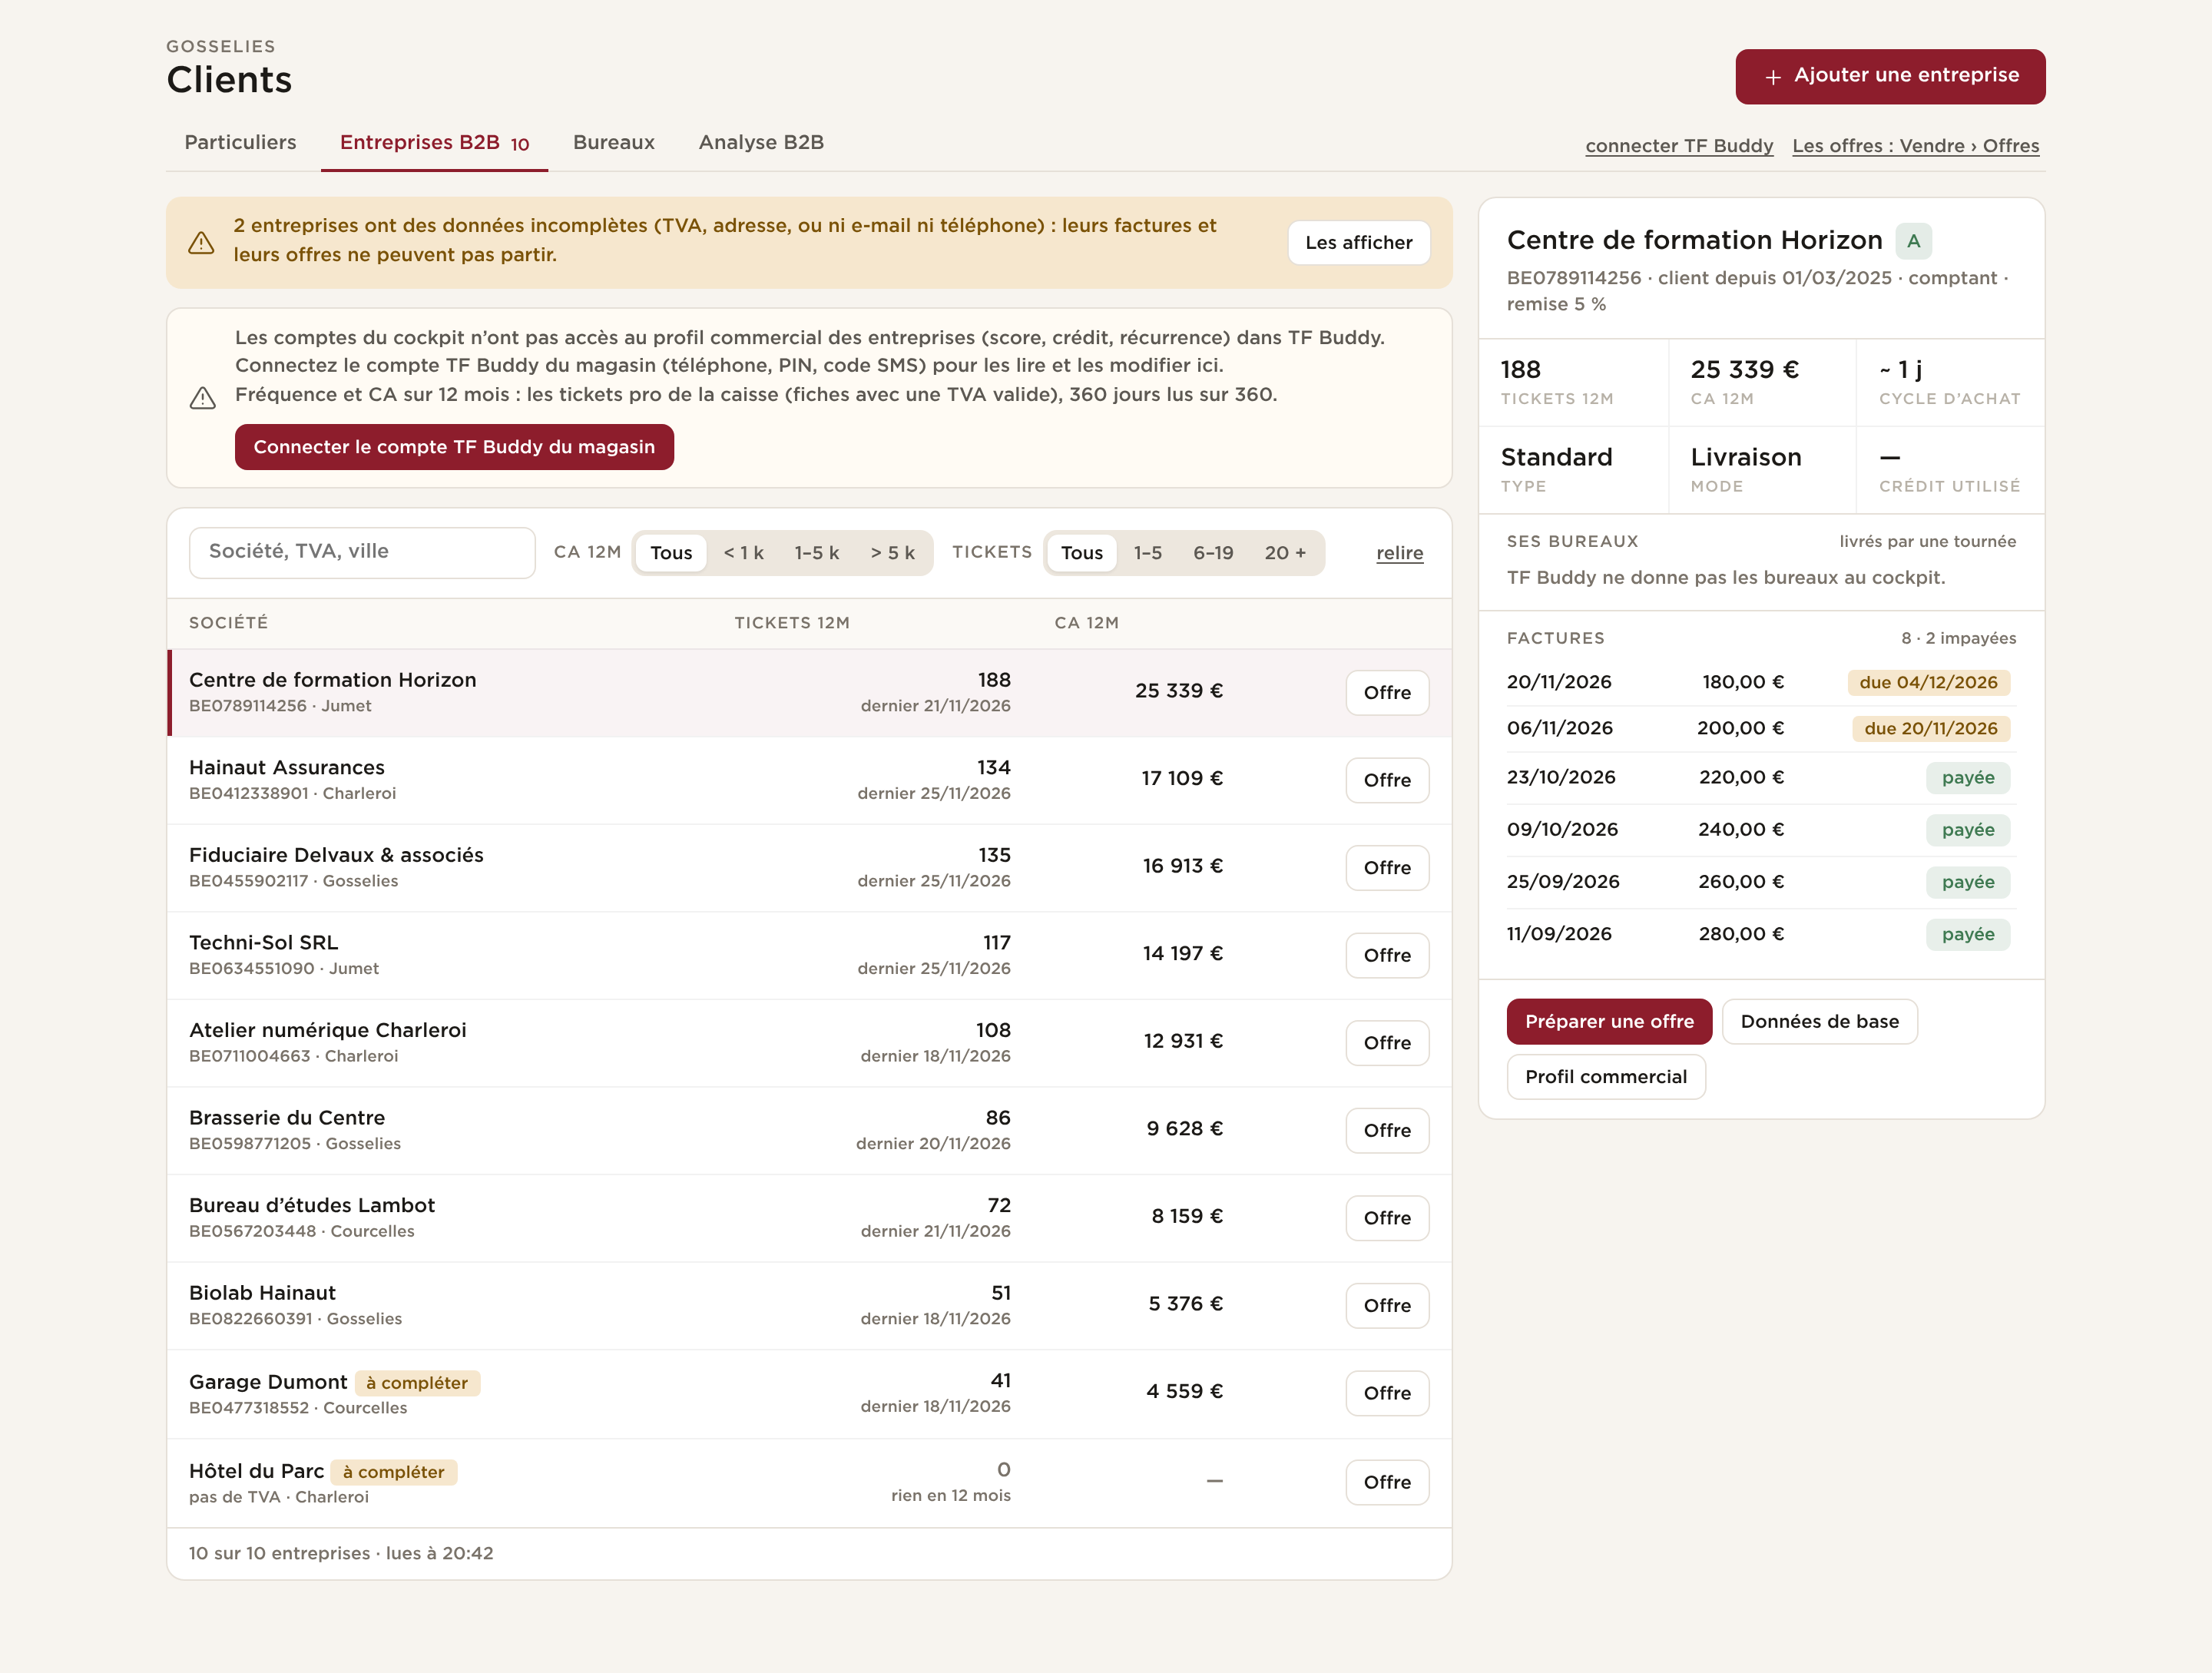 GOSSELIES
Clients
+ Ajouter une entreprise
Particuliers Entreprises B2B 10 Bureaux Analyse B2B connecter TF Buddy Les offres : Vendre › Offres
2 entreprises ont des données incomplètes (TVA, adresse, ou ni e-mail ni téléphone) : leurs factures et
leurs offres ne peuvent pas partir.
Les afficher
Les comptes du cockpit n’ont pas accès au profil commercial des entreprises (score, crédit, récurrence) dans TF Buddy.
Connectez le compte TF Buddy du magasin (téléphone, PIN, code SMS) pour les lire et les modifier ici.
Fréquence et CA sur 12 mois : les tickets pro de la caisse (fiches avec une TVA valide), 360 jours lus sur 360.
Connecter le compte TF Buddy du magasin
Société, TVA, ville CA 12M Tous < 1 k 1–5 k > 5 k TICKETS Tous 1–5 6–19 20 + relire
SOCIÉTÉ TICKETS 12M CA 12M
Centre de formation Horizon 188 25 339 € Offre
BE0789114256 · Jumet dernier 21/11/2026
Hainaut Assurances 134 17 109 € Offre
BE0412338901 · Charleroi dernier 25/11/2026
Fiduciaire Delvaux & associés 135 16 913 € Offre
BE0455902117 · Gosselies dernier 25/11/2026
Techni-Sol SRL 117 14 197 € Offre
BE0634551090 · Jumet dernier 25/11/2026
Atelier numérique Charleroi 108 12 931 € Offre
BE0711004663 · Charleroi dernier 18/11/2026
Brasserie du Centre 86 9 628 € Offre
BE0598771205 · Gosselies dernier 20/11/2026
Bureau d’études Lambot 72 8 159 € Offre
BE0567203448 · Courcelles dernier 21/11/2026
Biolab Hainaut 51 5 376 € Offre
BE0822660391 · Gosselies dernier 18/11/2026
Garage Dumont à compléter 41 4 559 € Offre
BE0477318552 · Courcelles dernier 18/11/2026
Hôtel du Parc à compléter 0 — Offre
pas de TVA · Charleroi rien en 12 mois
10 sur 10 entreprises · lues à 20:42
Centre de formation Horizon A
BE0789114256 · client depuis 01/03/2025 · comptant ·
remise 5 %
188 25 339 € ~ 1 j
TICKETS 12M CA 12M CYCLE D’ACHAT
Standard Livraison —
TYPE MODE CRÉDIT UTILISÉ
SES BUREAUX livrés par une tournée
TF Buddy ne donne pas les bureaux au cockpit.
FACTURES 8 · 2 impayées
20/11/2026 180,00 € due 04/12/2026
06/11/2026 200,00 € due 20/11/2026
23/10/2026 220,00 € payée
09/10/2026 240,00 € payée
25/09/2026 260,00 € payée
11/09/2026 280,00 € payée
Préparer une offre Données de base
Profil commercial